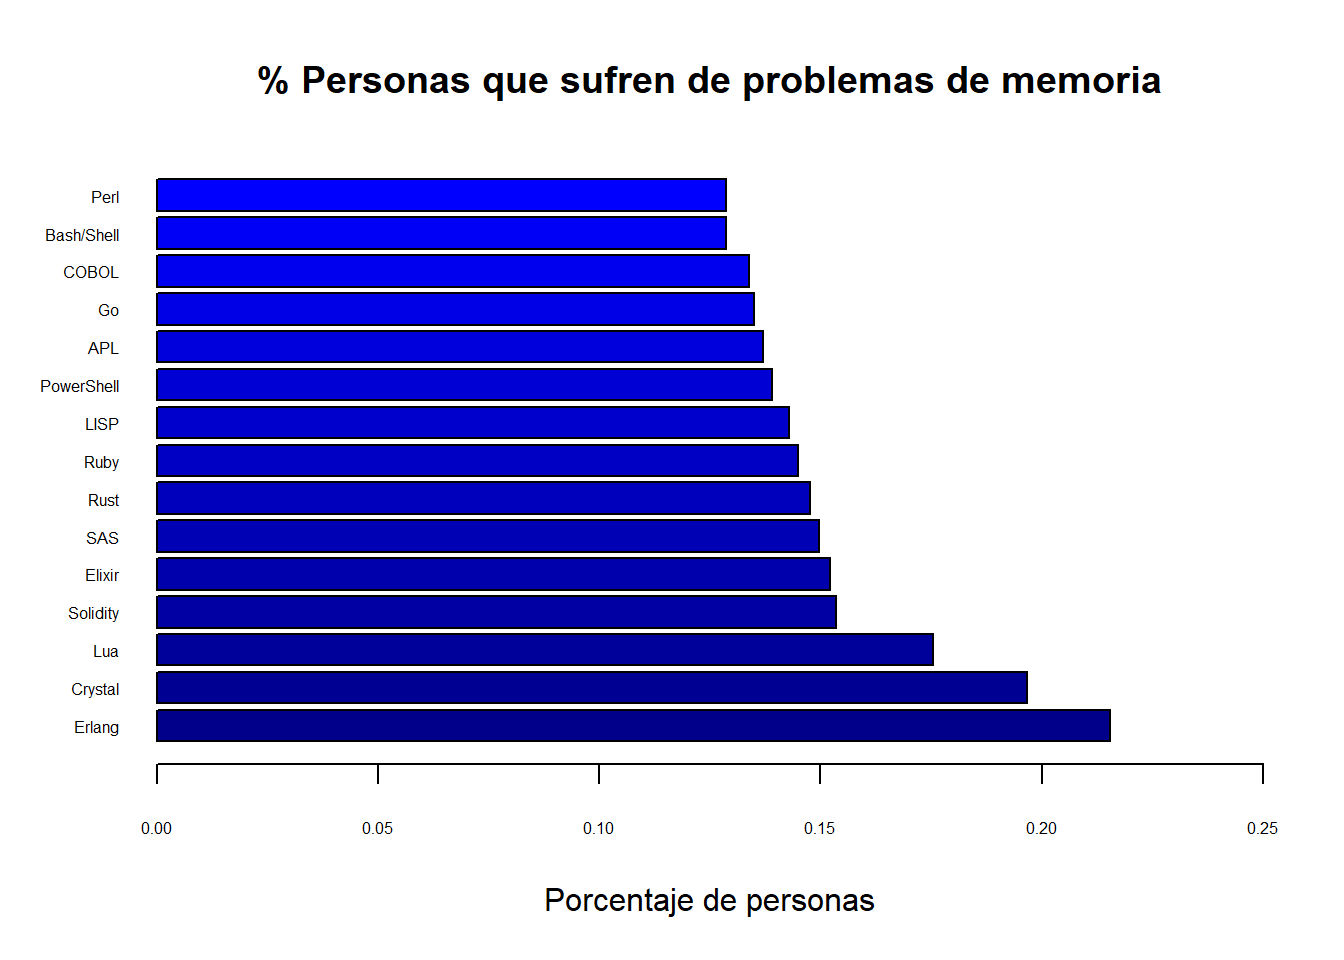 % Personas que sufren de problemas de memoria
Perl
Bash/Shell
COBOL
Go
APL
PowerShell
LISP
Ruby
Rust
SAS
Elixir
Solidity
Lua
Crystal
Erlang
0.00 0.05 0.10 0.15 0.20 0.25
Porcentaje de personas